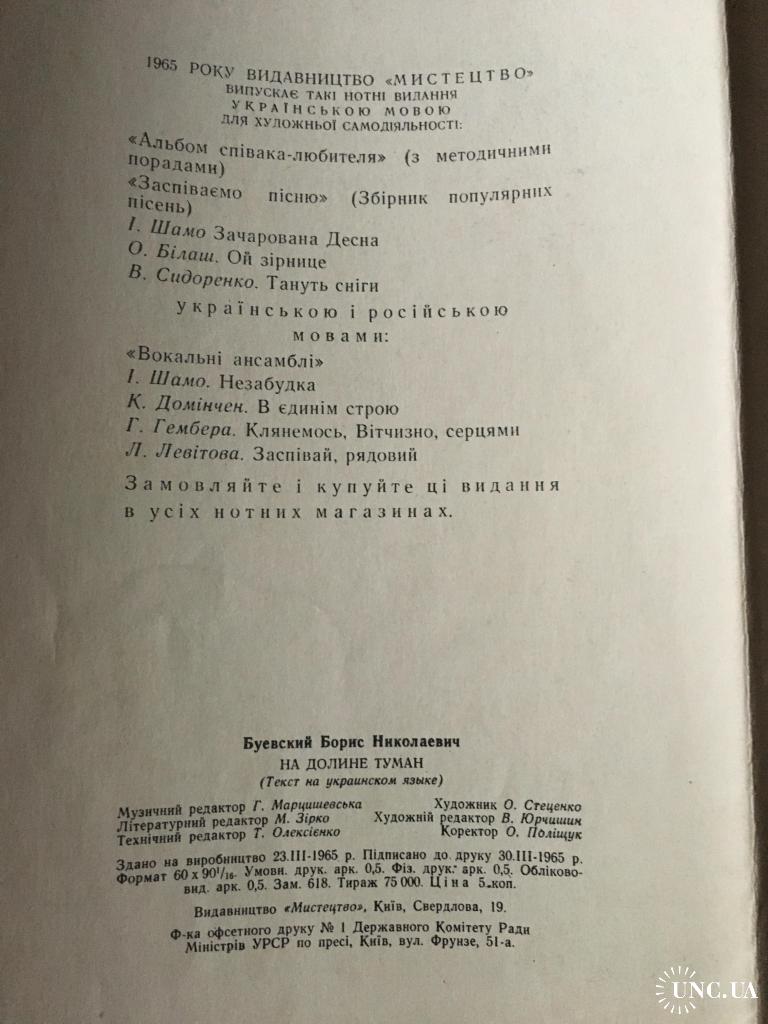 1965 РОКУ ВИДАВНИЦТВО «МИСТЕЦТВО»
ВИПУСКАЄ ТАКІ НОТНІ ВИДАННЯ
УКРАЇНСЬКОЮ МОВОЮ
ДЛЯ ХУДОЖНЬОЇ САМОДІЯЛЬНОСТІ:
«Альбом співака-любителя» (з методичними
порадами)
«Заспіваємо пісню» (Збірник популярних
пісень)
І. Шамо Зачарована Десна
О. Білаш. Ой зірнице
В. Сидоренко. Тануть сніги
українською і російською
мовами:
«Вокальні ансамблі»
І. Шамо. Незабудка
К. Домінчен. В єдинім строю
Г. Гембера. Клянемось, Вітчизно, серцями
Л. Левітова. Заспівай, рядовий
Замовляйте і купуйте ці видання
в усіх нотних магазинах.
Буевский Борис Николаевич
НА ДОЛИНЕ ТУМАН
(Текст на украинском языке)
Музичний редактор Г. Марцишевська Художник О. Стеценко
Літературний редактор М. Зірко Художній редактор В. Юрчишин
Технічний редактор Т. Олексієнко Коректор О. Поліщук
Здано на виробництво 23.III-1965 р. Підписано до друку 30.III-1965 р.
Формат 60 x 90 1/16. Умовн. друк. арк. 0,5. Фіз. друк. арк. 0,5. Обліково-
вид. арк. 0,5. Зам. 618. Тираж 75 000. Ціна 5 коп.
Видавництво «Мистецтво», Київ, Свердлова, 19.
Ф-ка офсетного друку № 1 Державного Комітету Ради
Міністрів УРСР по пресі, Київ, вул. Фрунзе, 51-а.
UNC.UA